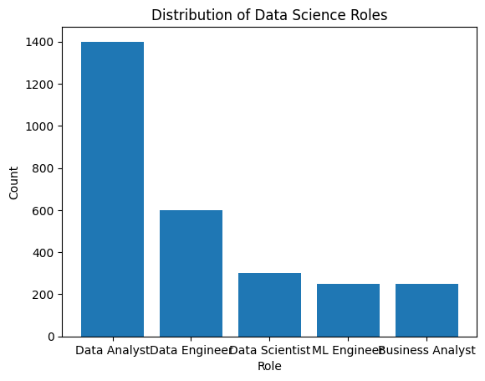 Distribution of Data Science Roles
1400
1200
1000
800
600
400
200
0
Count
Data Analyst Data Engineer Data Scientist ML Engineer Business Analyst
Role